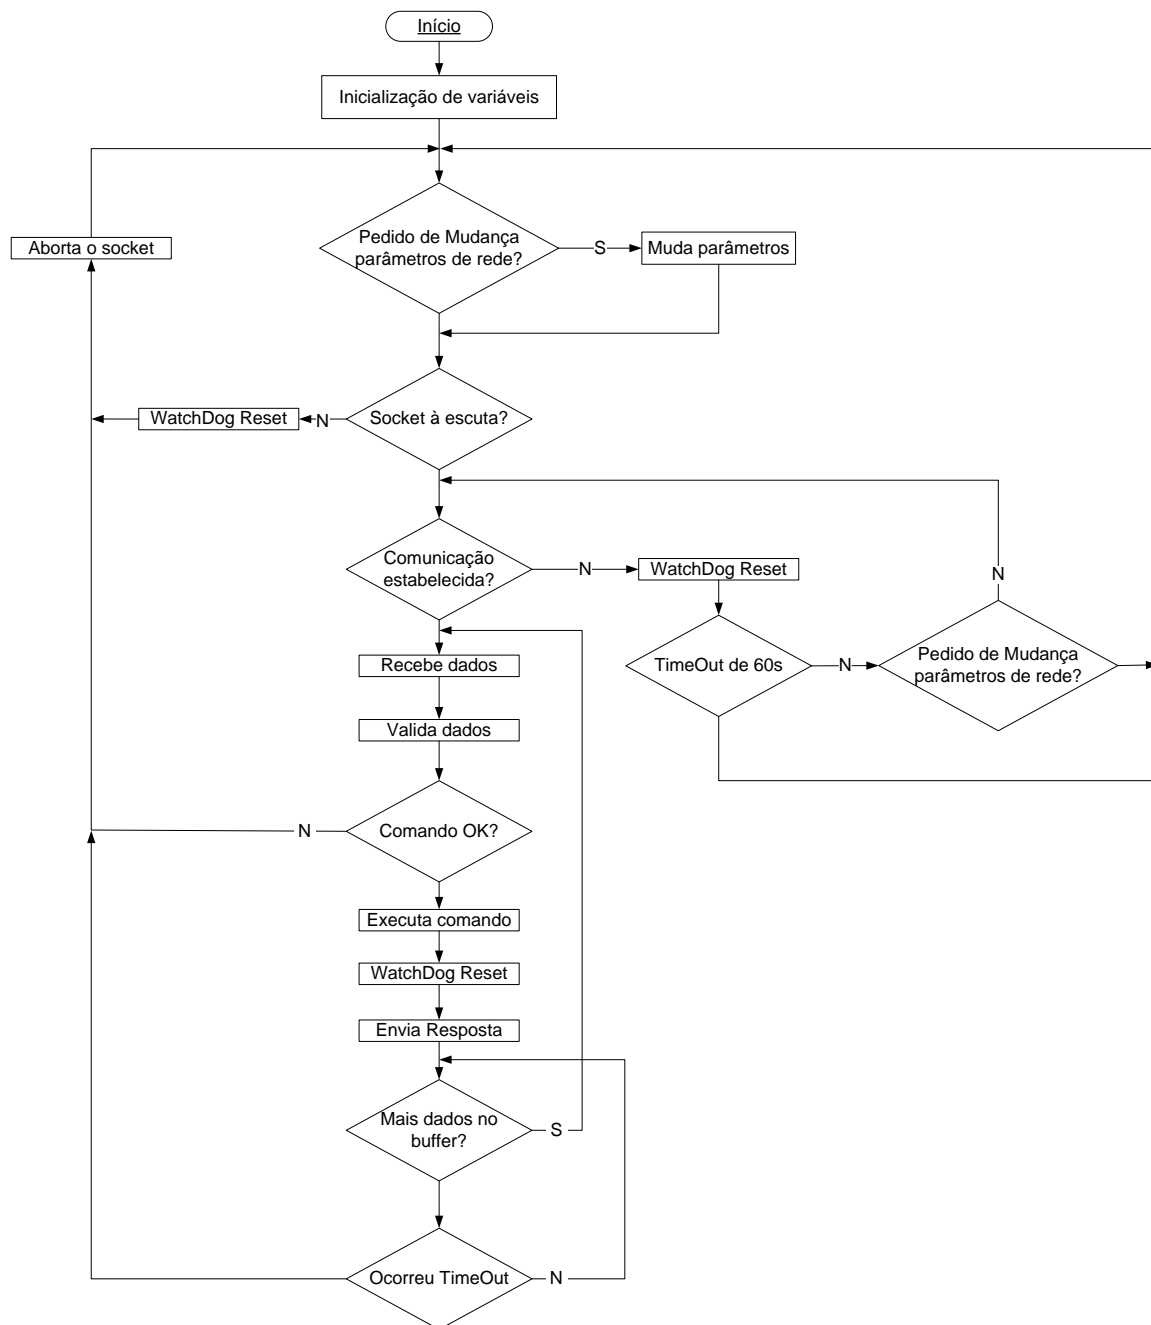 Início
Inicialização de variáveis
Pedido de Mudança
parâmetros de rede?
S
Muda parâmetros
Aborta o socket
Socket à escuta?
N
WatchDog Reset
Comunicação
estabelecida?
N
WatchDog Reset
TimeOut de 60s
N
Pedido de Mudança
parâmetros de rede?
N
Recebe dados
Valida dados
Comando OK?
N
Executa comando
WatchDog Reset
Envia Resposta
Mais dados no
buffer?
S
Ocorreu TimeOut
N